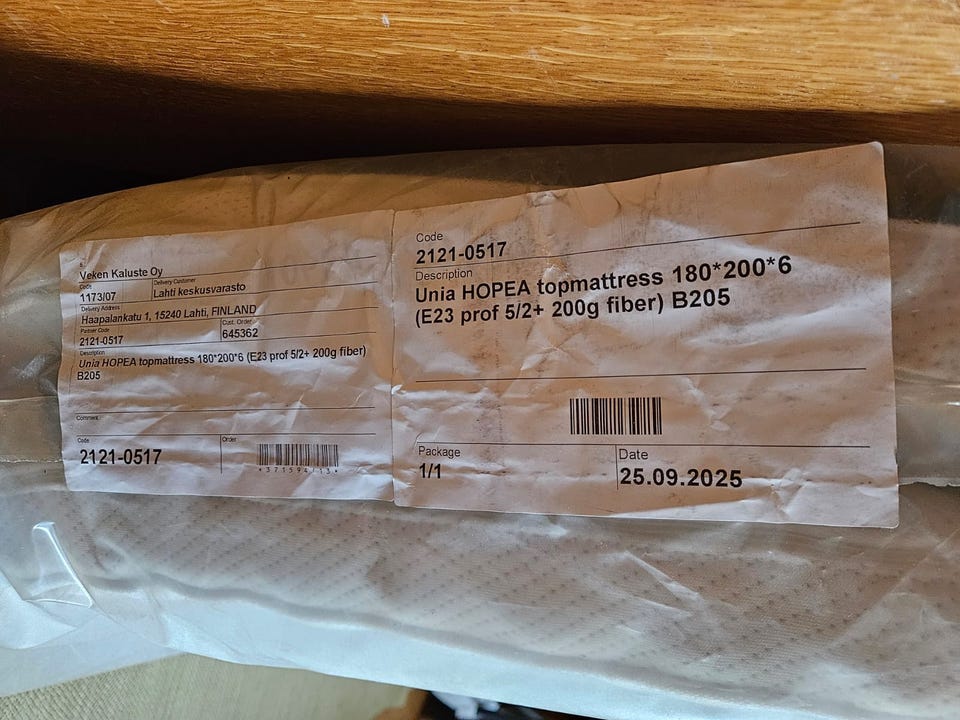 Veken Kaluste Oy
Code Delivery Customer
1173/07 Lahti keskusvarasto
Delivery Address
Haapalankatu 1, 15240 Lahti, FINLAND
Partner Code Cust. Order
2121-0517 645362
Description
Unia HOPEA topmattress 180*200*6 (E23 prof 5/2+ 200g fiber)
B205
Comment
Code Order
2121-0517
Code
2121-0517
Description
Unia HOPEA topmattress 180*200*6
(E23 prof 5/2+ 200g fiber) B205
Package Date
1/1 25.09.2025